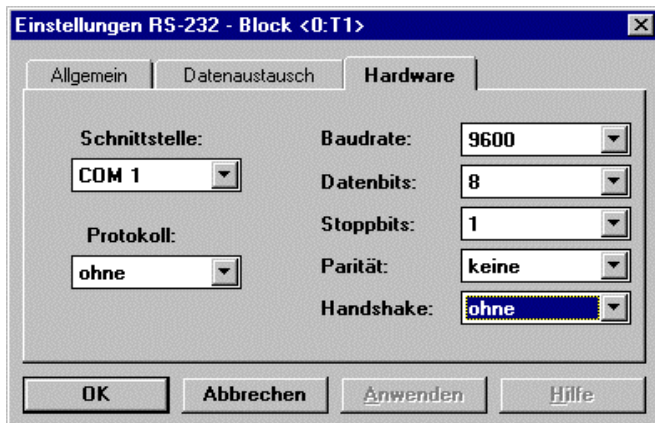 Einstellungen RS-232 - Block <0:T1>
Allgemein Datenaustausch Hardware
Schnittstelle:
COM 1
Protokoll:
ohne
Baudrate: 9600
Datenbits: 8
Stoppbits: 1
Parität: keine
Handshake: ohne
OK Abbrechen Anwenden Hilfe